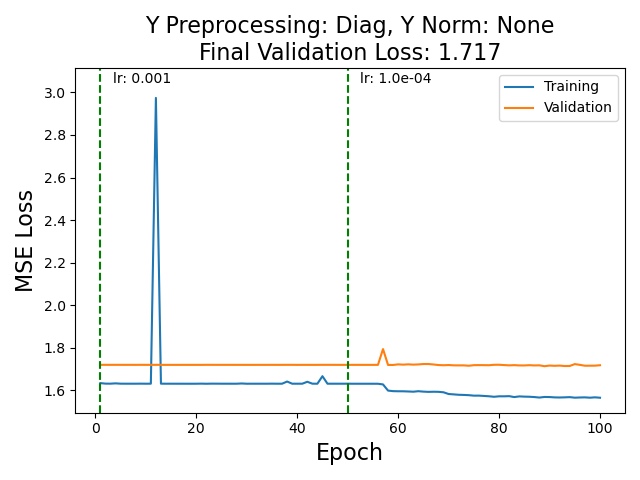 Y Preprocessing: Diag, Y Norm: None
Final Validation Loss: 1.717
lr: 0.001
lr: 1.0e-04
Training
Validation
3.0
2.8
2.6
2.4
2.2
2.0
1.8
1.6
MSE Loss
0
20
40
60
80
100
Epoch